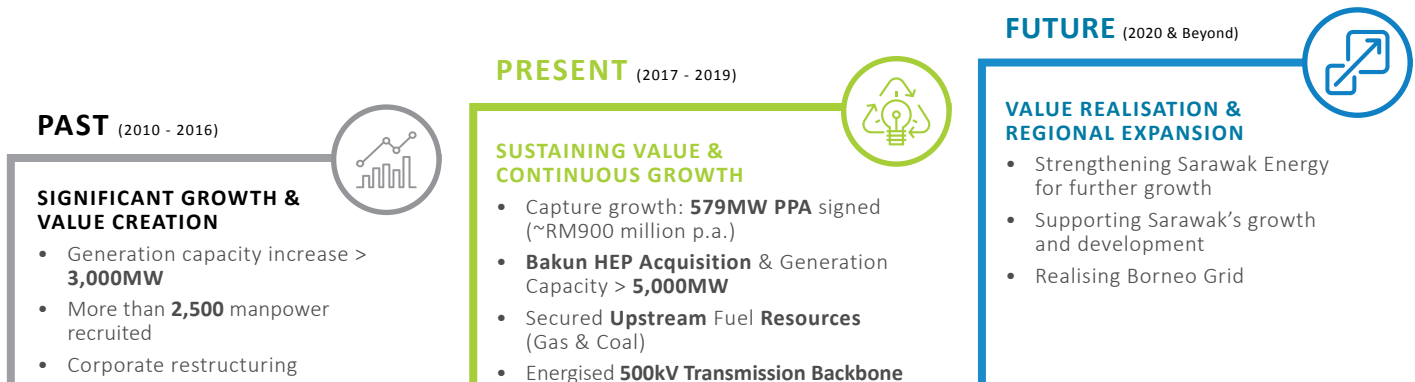 PAST (2010 - 2016)
SIGNIFICANT GROWTH &
VALUE CREATION
• Generation capacity increase >
3,000MW
• More than 2,500 manpower
recruited
• Corporate restructuring
PRESENT (2017 - 2019)
SUSTAINING VALUE &
CONTINUOUS GROWTH
• Capture growth: 579MW PPA signed
(~RM900 million p.a.)
• Bakun HEP Acquisition & Generation
Capacity > 5,000MW
• Secured Upstream Fuel Resources
(Gas & Coal)
• Energised 500kV Transmission Backbone
FUTURE (2020 & Beyond)
VALUE REALISATION &
REGIONAL EXPANSION
• Strengthening Sarawak Energy
for further growth
• Supporting Sarawak's growth
and development
• Realising Borneo Grid